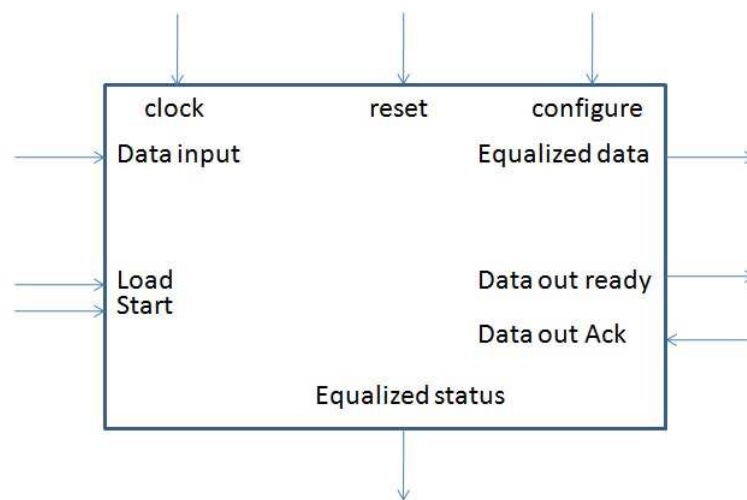 clock reset configure
Data input Equalized data
Load Data out ready
Start
Data out Ack
Equalized status